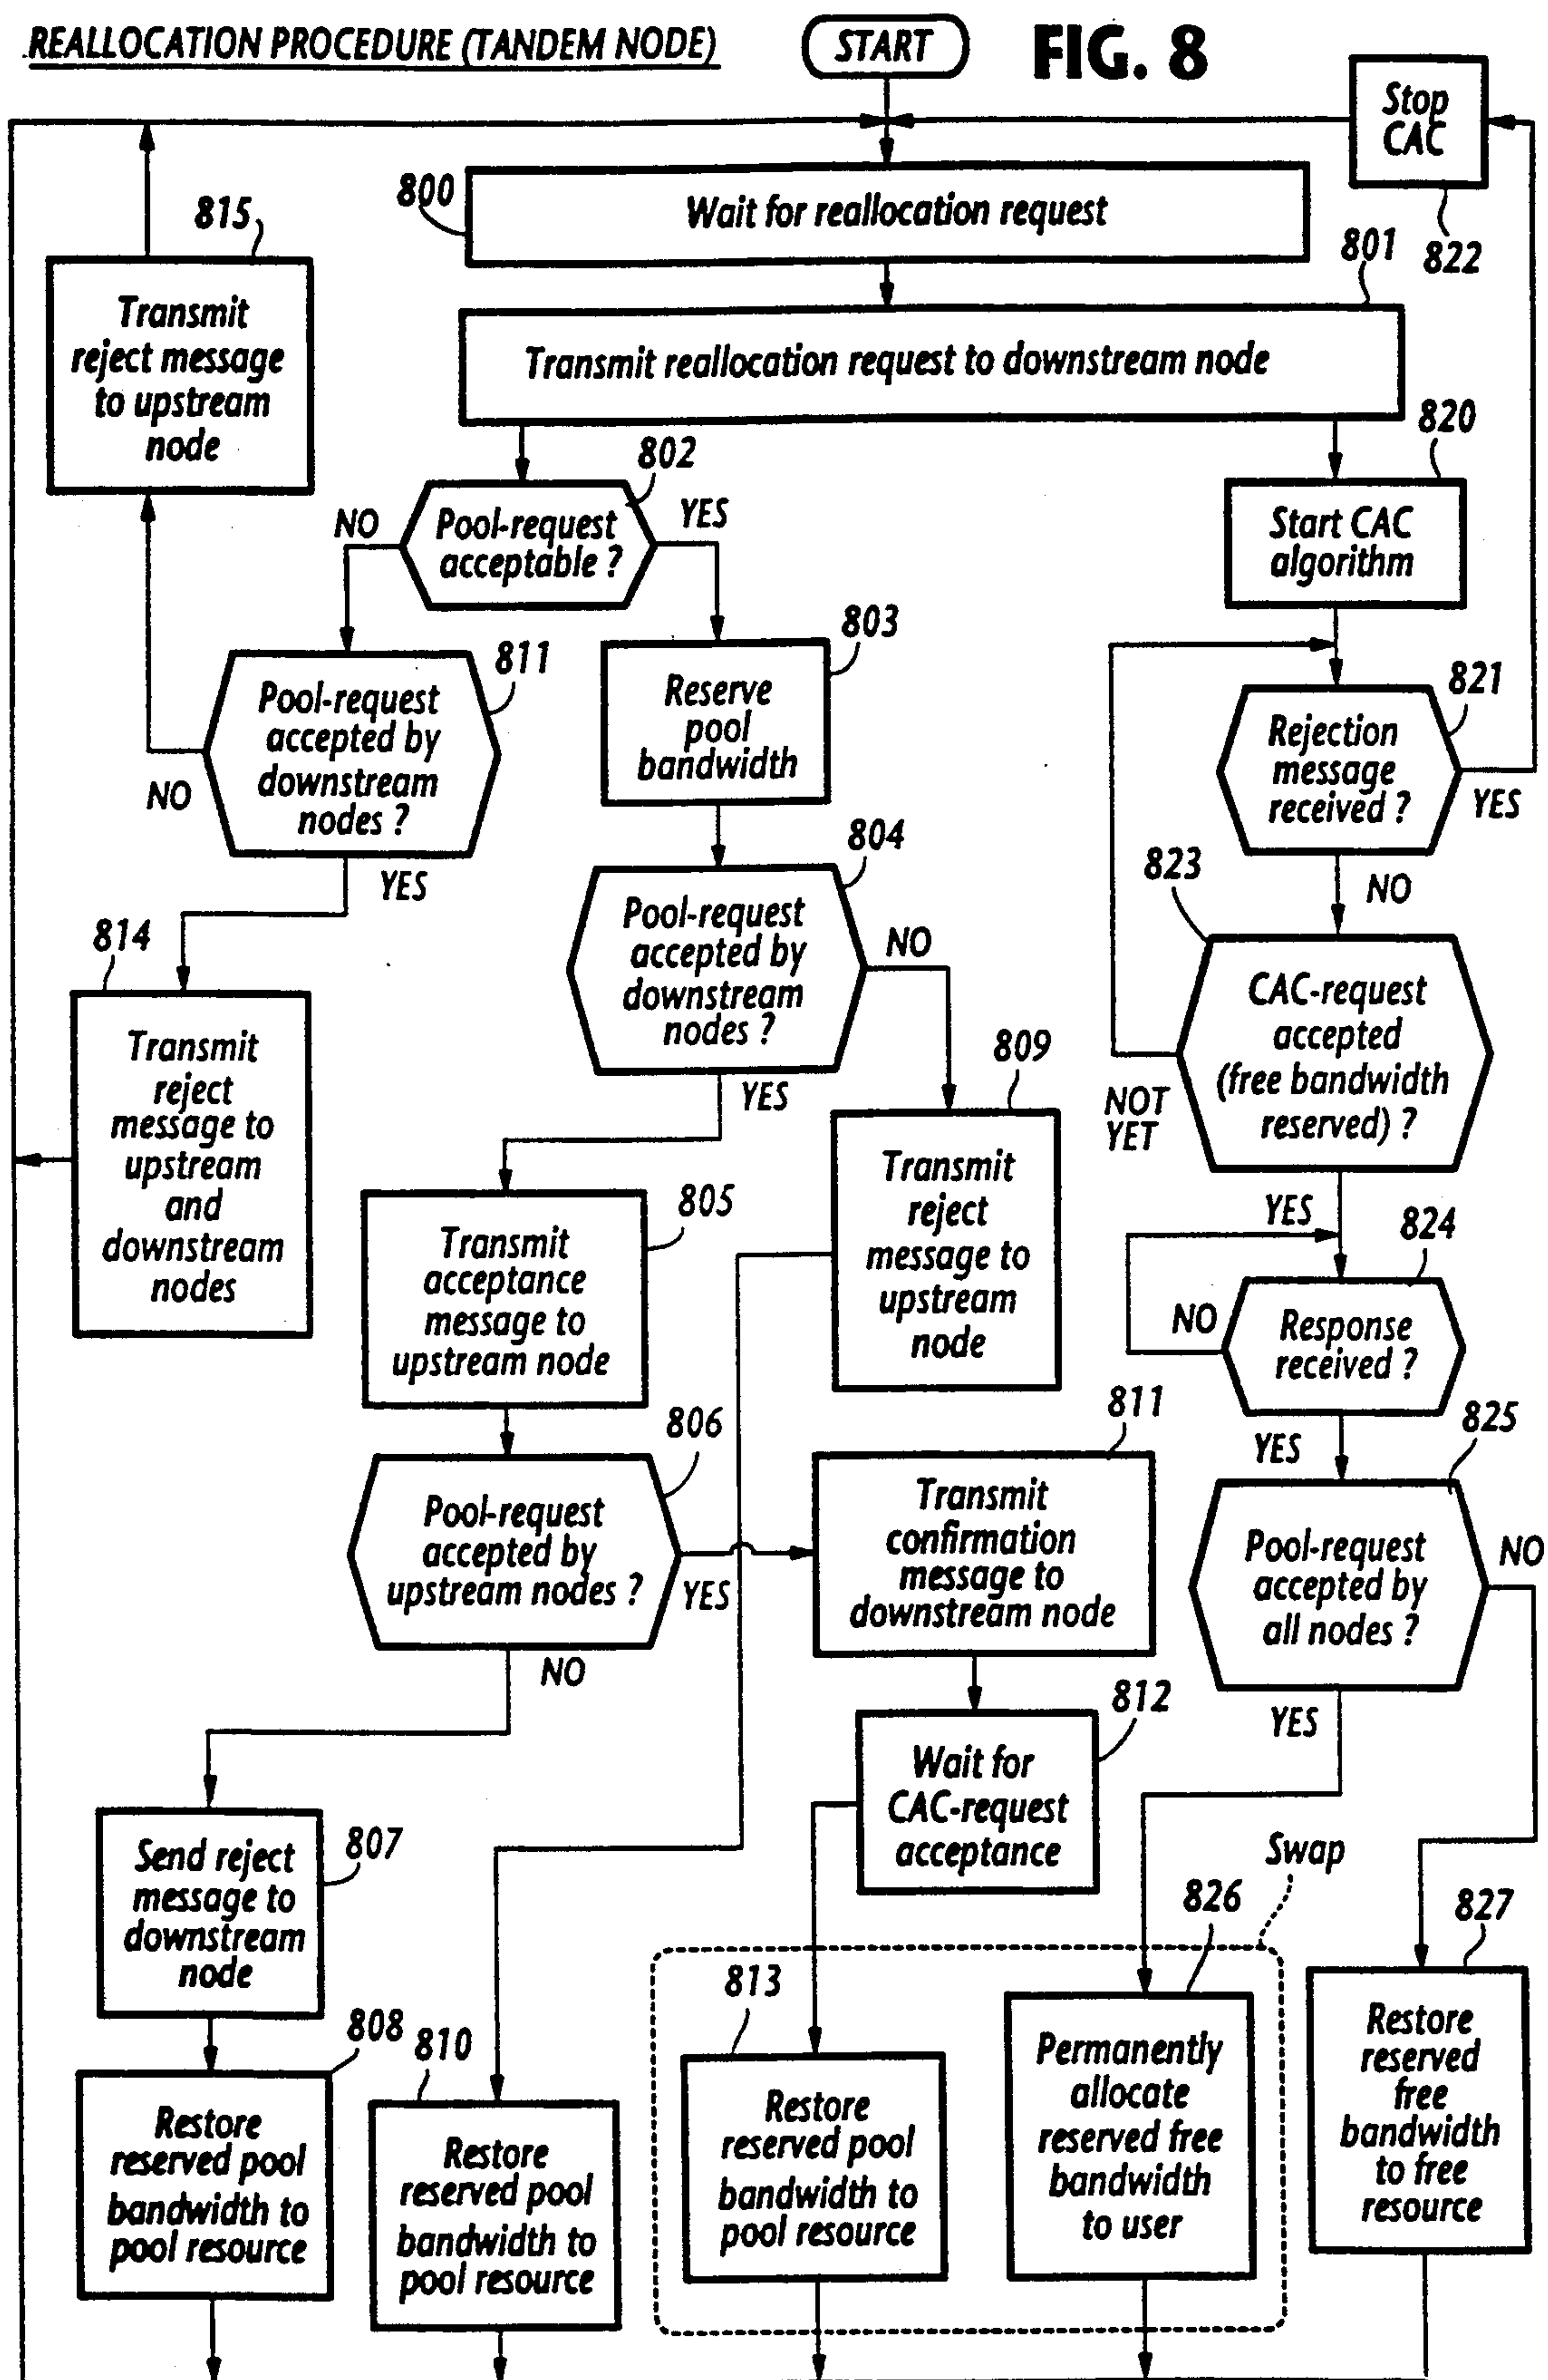 REALLOCATION PROCEDURE (TANDEM NODE)
START
FIG. 8
Stop
CAC
822
800
Wait for reallocation request
815
Transmit
reject message
to upstream
node
801
Transmit reallocation request to downstream node
802
Pool-request
acceptable ?
NO
YES
820
Start CAC
algorithm
803
Reserve
pool
bandwidth
811
Pool-request
accepted by
downstream
nodes ?
NO
YES
821
Rejection
message
received ?
YES
NO
804
Pool-request
accepted by
downstream
nodes ?
NO
YES
823
CAC-request
accepted
(free bandwidth
reserved) ?
NOT
YET
YES
814
Transmit
reject
message to
upstream
and
downstream
nodes
809
Transmit
reject
message to
upstream
node
805
Transmit
acceptance
message to
upstream node
824
Response
received ?
NO
YES
806
Pool-request
accepted by
upstream nodes ?
YES
NO
811
Transmit
confirmation
message to
downstream node
825
Pool-request
accepted by
all nodes ?
NO
YES
812
Wait for
CAC-request
acceptance
807
Send reject
message to
downstream
node
Swap
808
Restore
reserved pool
bandwidth to
pool resource
810
Restore
reserved pool
bandwidth to
pool resource
813
Restore
reserved pool
bandwidth to
pool resource
826
Permanently
allocate
reserved free
bandwidth
to user
827
Restore
reserved
free
bandwidth
to free
resource